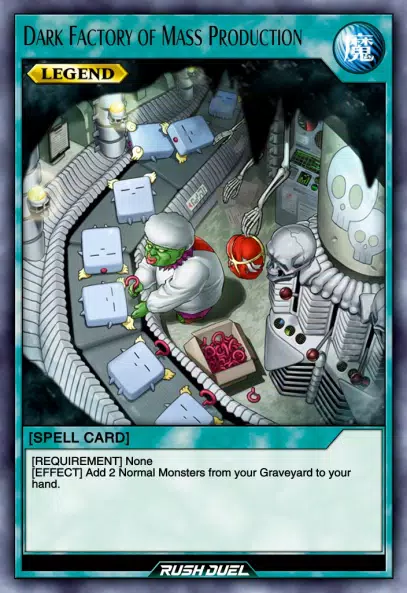 Dark Factory of Mass Production
魔
LEGEND
[SPELL CARD]
[REQUIREMENT] None
[EFFECT] Add 2 Normal Monsters from your Graveyard to your
hand.
RUSH DUEL